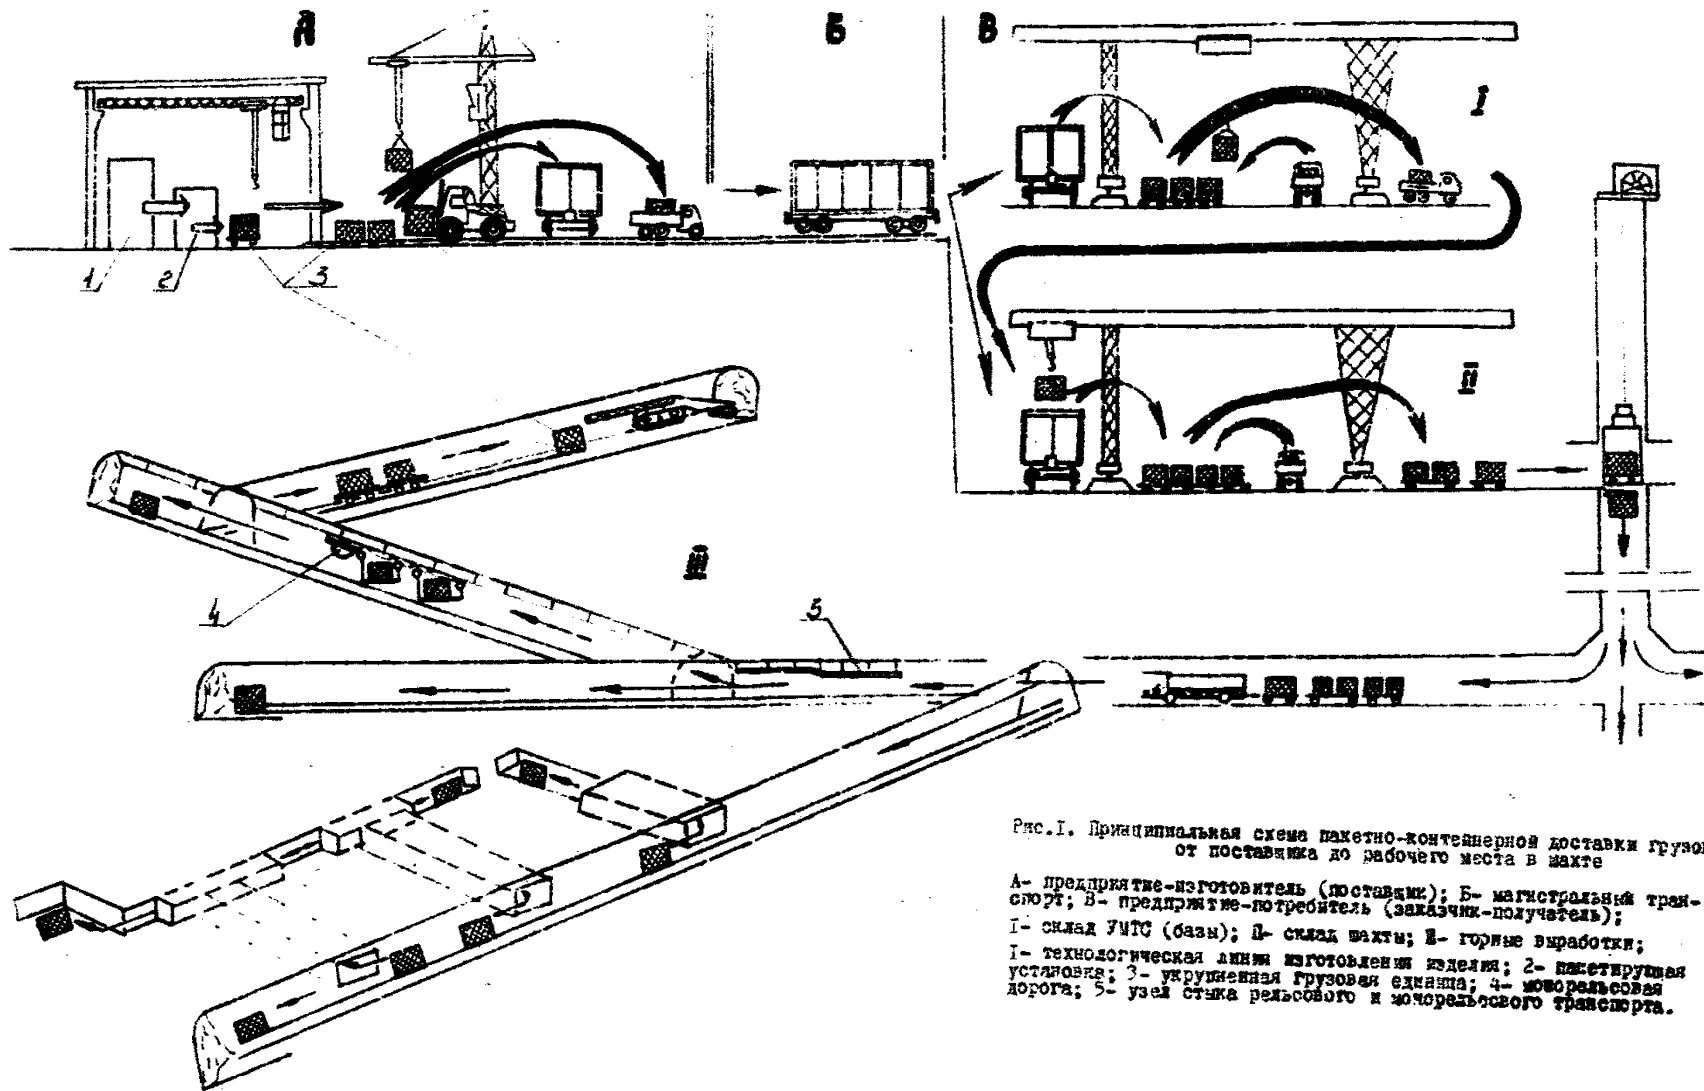 А
Б
В
I
1
2
3
II
III
4
5
Рис.I. Принципиальная схема пакетно-контейнерной доставки грузов
от поставщика до рабочего места в шахте
А- предприятие-изготовитель (поставщик); Б- магистральный тран-
спорт; В- предприятие-потребитель (заказчик-получатель);
I- склад УМТС (базы); II- склад шахты; III- горные выработки;
I- технологическая линия изготовления изделия; 2- пакетирующая
установка; 3- укрупненная грузовая единица; 4- монорельсовая
дорога; 5- узел стыка рельсового и монорельсового транспорта.